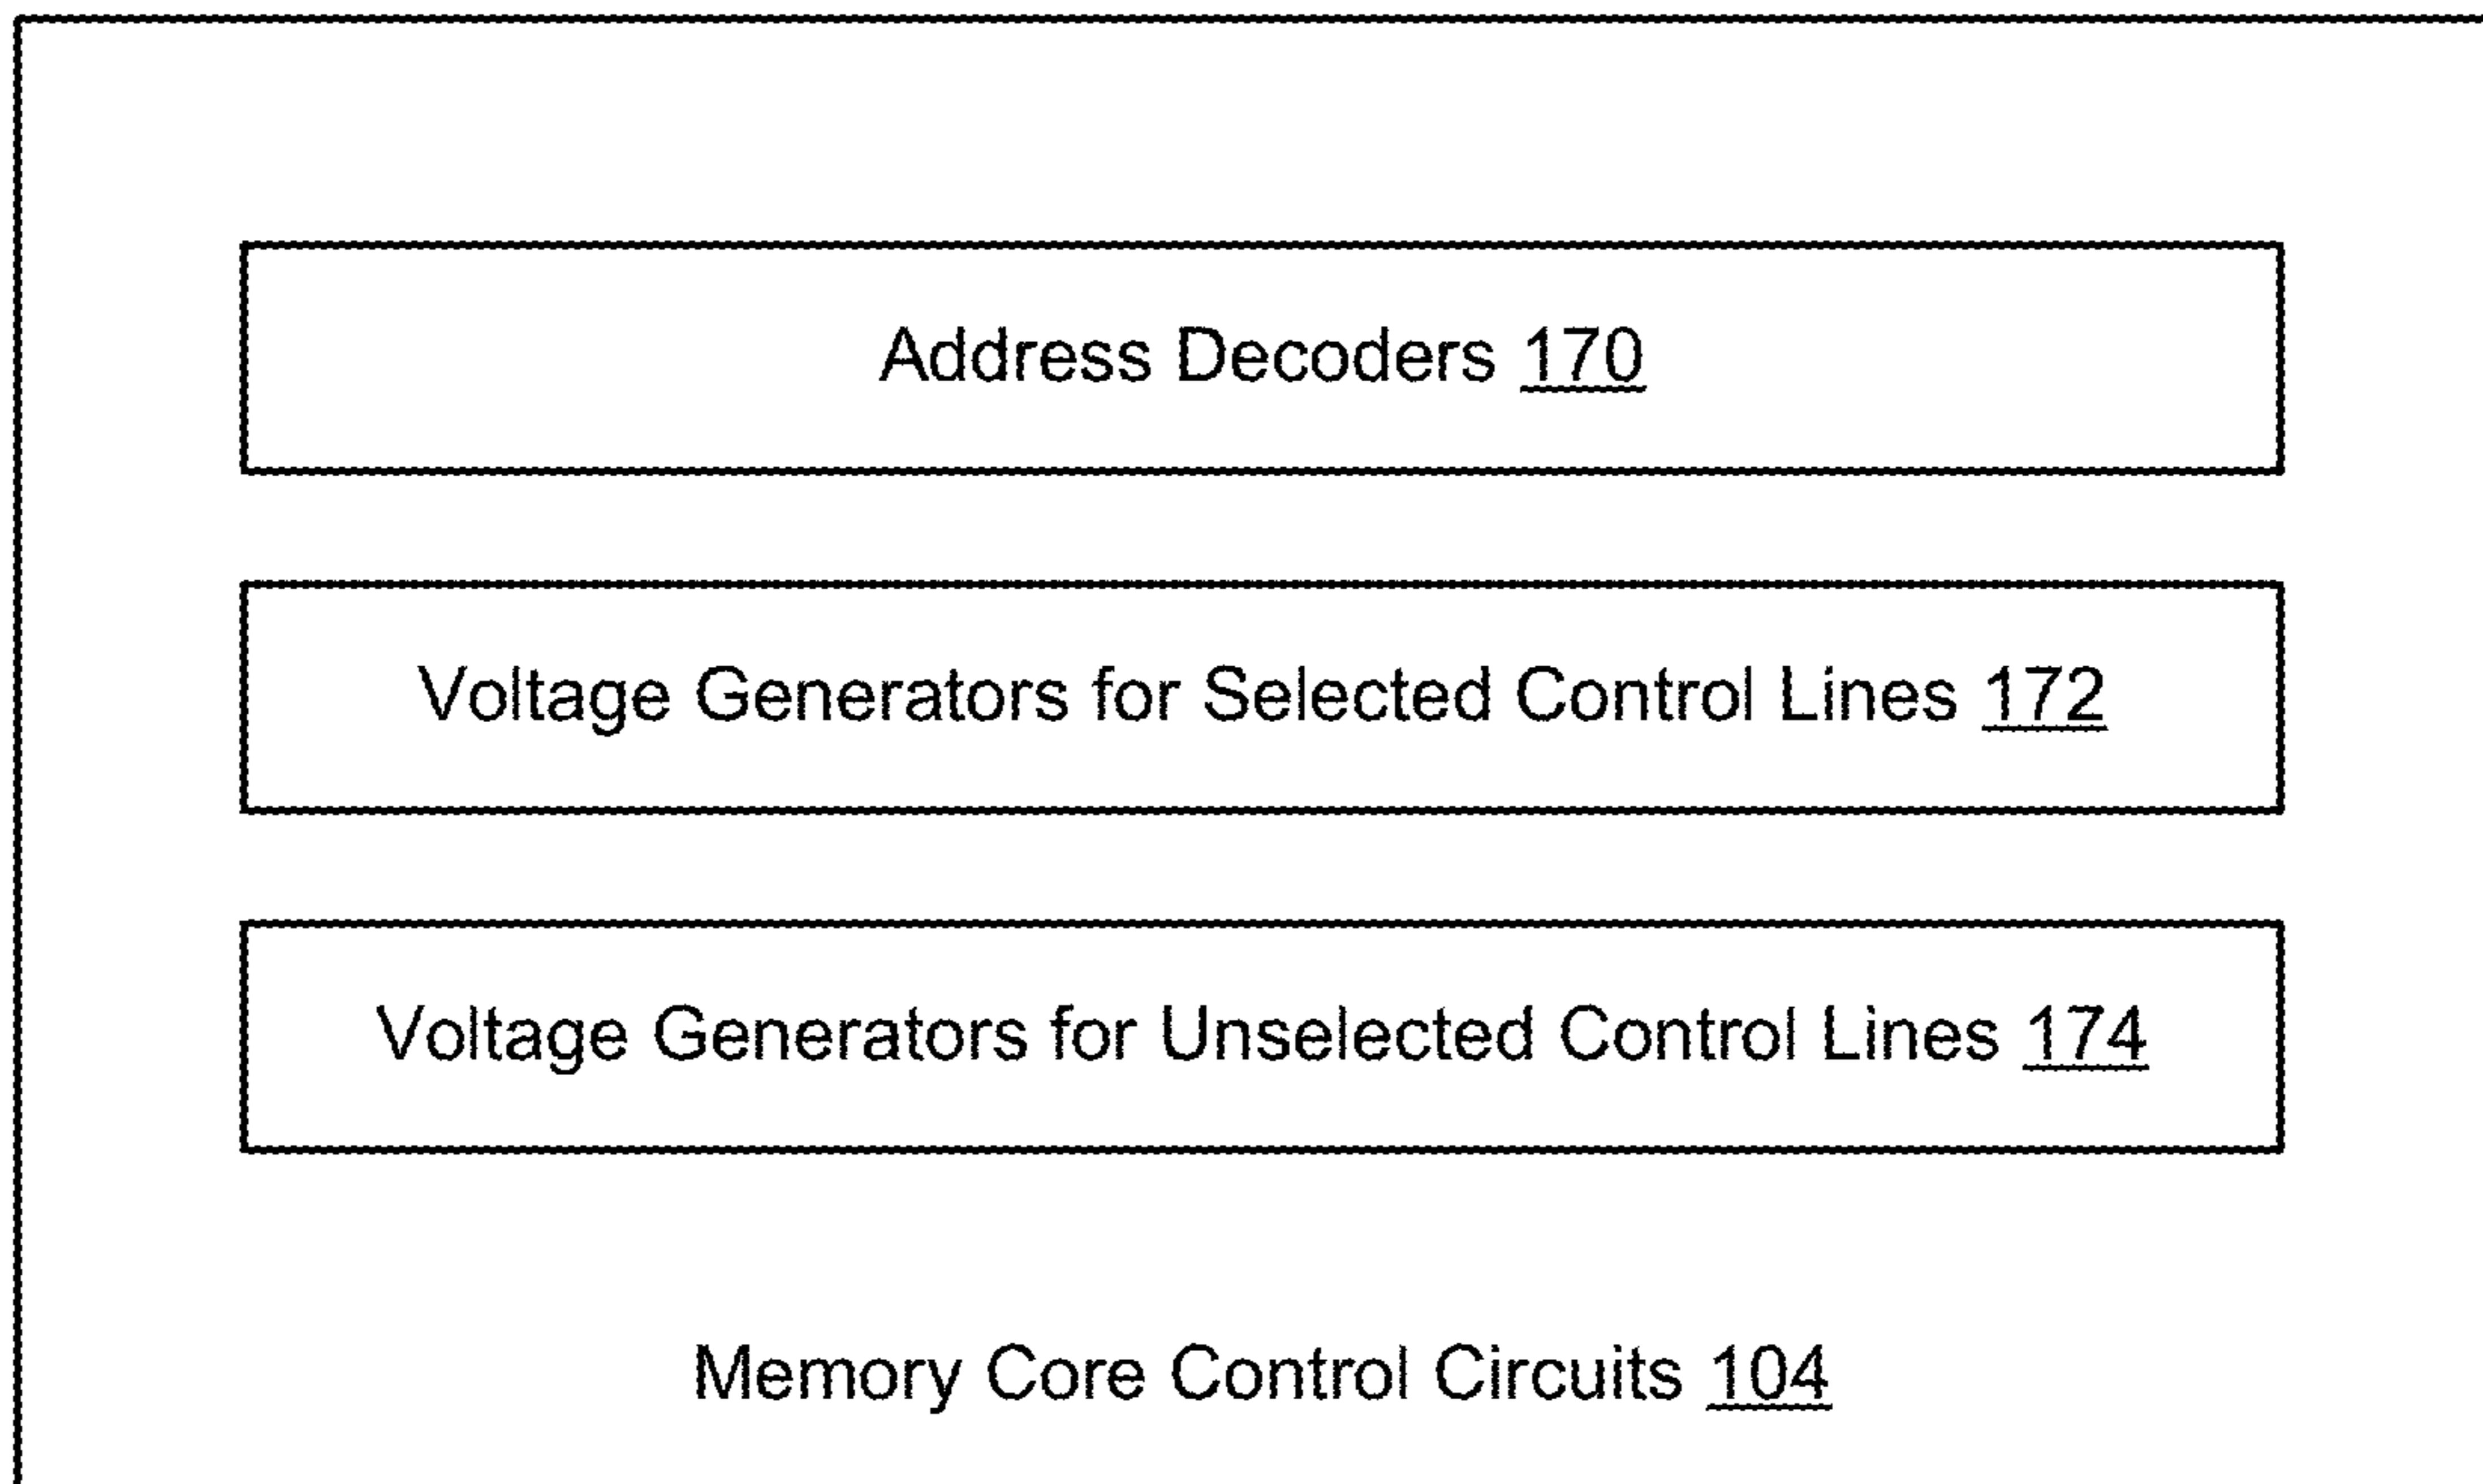 Address Decoders 170
Voltage Generators for Selected Control Lines 172
Voltage Generators for Unselected Control Lines 174
Memory Core Control Circuits 104